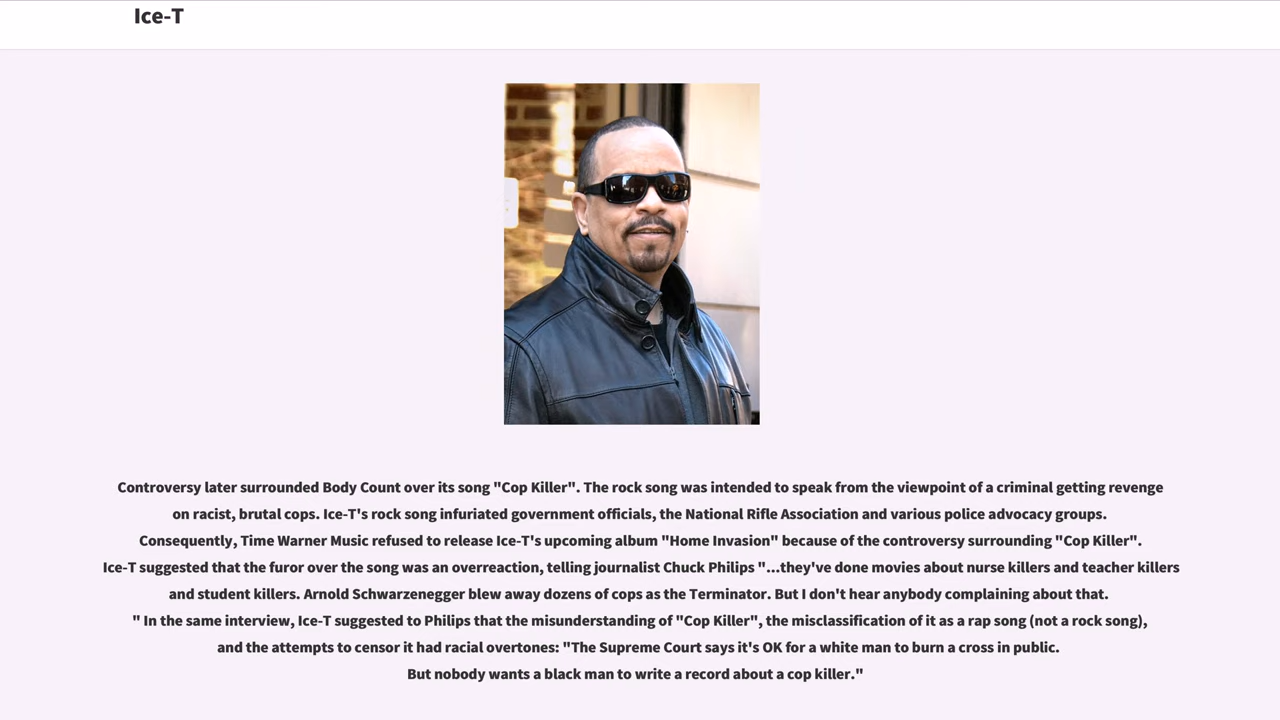 Ice-T
Controversy later surrounded Body Count over its song "Cop Killer". The rock song was intended to speak from the viewpoint of a criminal getting revenge
on racist, brutal cops. Ice-T's rock song infuriated government officials, the National Rifle Association and various police advocacy groups.
Consequently, Time Warner Music refused to release Ice-T's upcoming album "Home Invasion" because of the controversy surrounding "Cop Killer".
Ice-T suggested that the furor over the song was an overreaction, telling journalist Chuck Philips "...they've done movies about nurse killers and teacher killers
and student killers. Arnold Schwarzenegger blew away dozens of cops as the Terminator. But I don't hear anybody complaining about that.
" In the same interview, Ice-T suggested to Philips that the misunderstanding of "Cop Killer", the misclassification of it as a rap song (not a rock song),
and the attempts to censor it had racial overtones: "The Supreme Court says it's OK for a white man to burn a cross in public.
But nobody wants a black man to write a record about a cop killer."